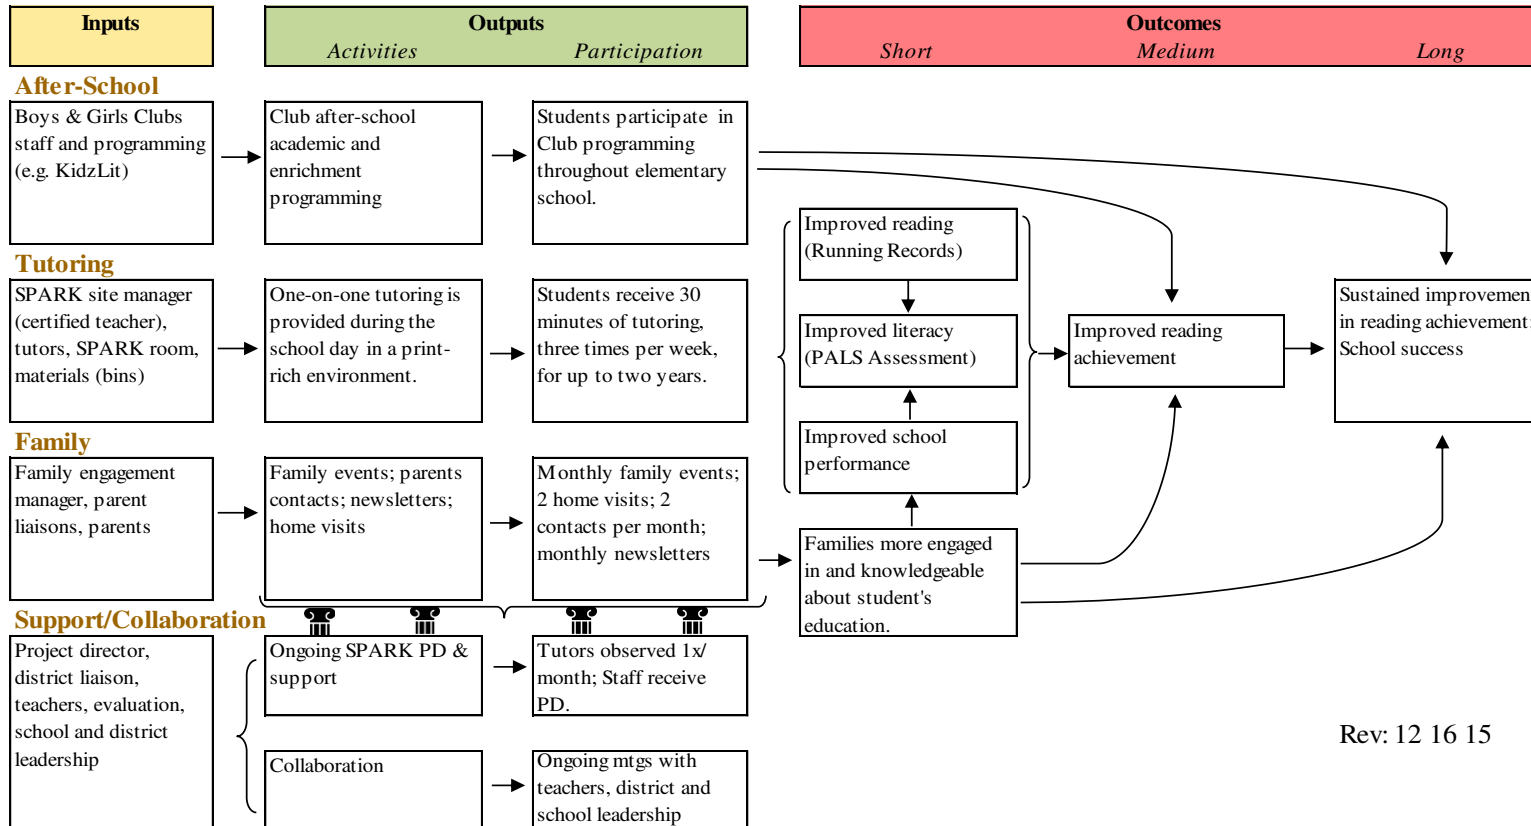 Inputs
Outputs
Activities
Participation
Outcomes
Short
Medium
Long
After-School
Boys & Girls Clubs
staff and programming
(e.g. KidzLit)
Club after-school
academic and
enrichment
programming
Students participate in
Club programming
throughout elementary
school.
Tutoring
SPARK site manager
(certified teacher),
tutors, SPARK room,
materials (bins)
One-on-one tutoring is
provided during the
school day in a print-
rich environment.
Students receive 30
minutes of tutoring,
three times per week,
for up to two years.
Improved reading
(Running Records)
Improved literacy
(PALS Assessment)
Improved school
performance
Improved reading
achievement
Sustained improvemen
in reading achievement:
School success
Family
Family engagement
manager, parent
liaisons, parents
Family events; parents
contacts; newsletters;
home visits
Monthly family events;
2 home visits; 2
contacts per month;
monthly newsletters
Families more engaged
in and knowledgeable
about student's
education.
Support/Collaboration
Project director,
district liaison,
teachers, evaluation,
school and district
leadership
Ongoing SPARK PD &
support
Tutors observed 1x/
month; Staff receive
PD.
Collaboration
Ongoing mtgs with
teachers, district and
school leadership
Rev: 12 16 15